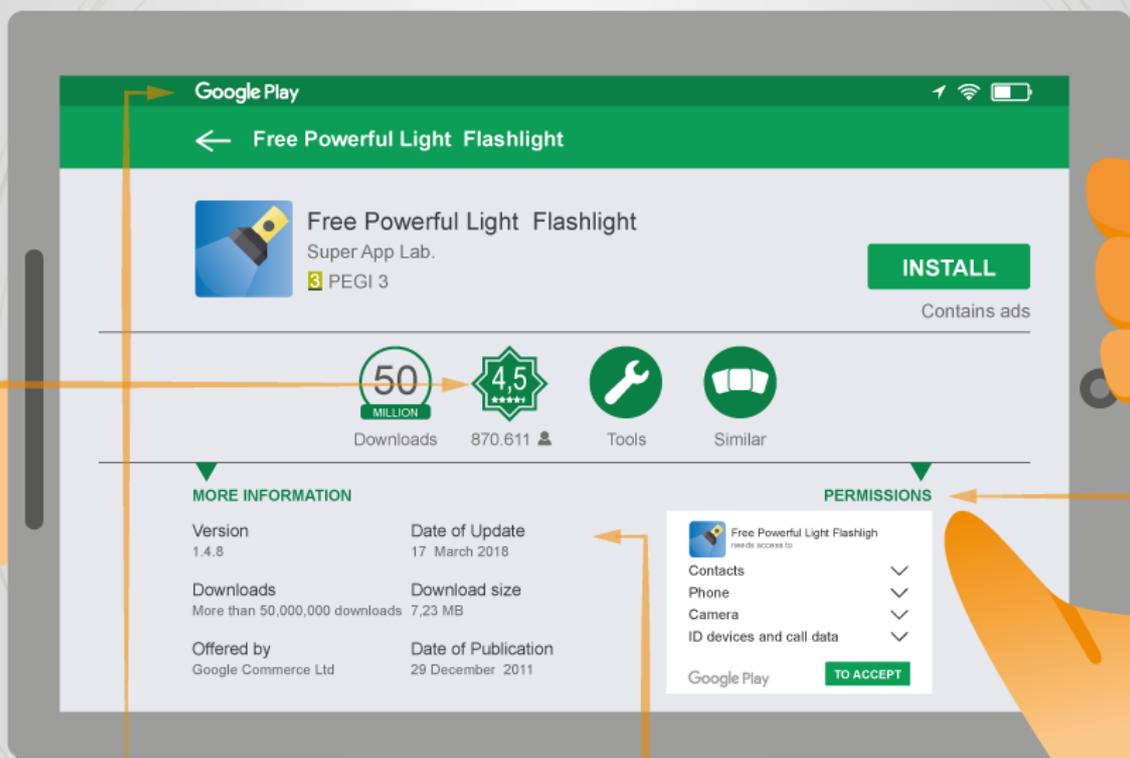 Google Play
Free Powerful Light Flashlight
Free Powerful Light Flashlight
Super App Lab.
3 PEGI 3
INSTALL
Contains ads
50
MILLION
Downloads
4,5
870.611
Tools
Similar
MORE INFORMATION
Version
1.4.8
Date of Update
17 March 2018
Downloads
More than 50,000,000 downloads
Download size
7,23 MB
Offered by
Google Commerce Ltd
Date of Publication
29 December 2011
PERMISSIONS
Free Powerful Light Flashligh
needs access to
Contacts
Phone
Camera
ID devices and call data
Google Play
TO ACCEPT